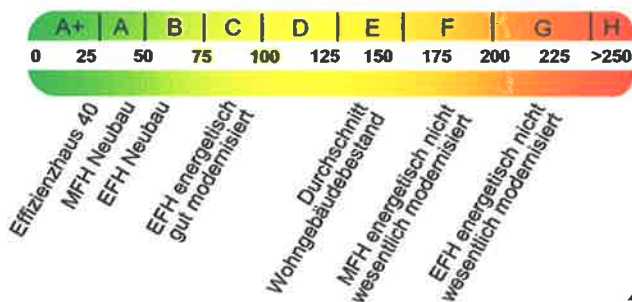 A+ A B C D E F G H
0 25 50 75 100 125 150 175 200 225 >250
Effizienzhaus 40
MFH Neubau
EFH Neubau
EFH energetisch
gut modernisiert
Durchschnitt
Wohngebäudebestand
MFH energetisch nicht
wesentlich modernisiert
EFH energetisch nicht
wesentlich modernisiert